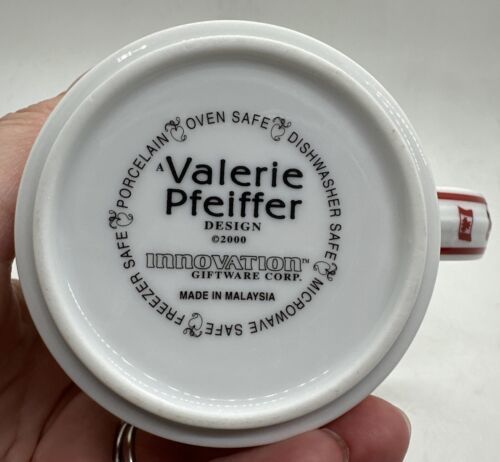 PORCELAIN OVEN SAFE DISHWASHER SAFE MICROWAVE SAFE FREEZER SAFE
A Valerie
Pfeiffer
DESIGN
©2000
INNOVATION™
GIFTWARE CORP.
MADE IN MALAYSIA